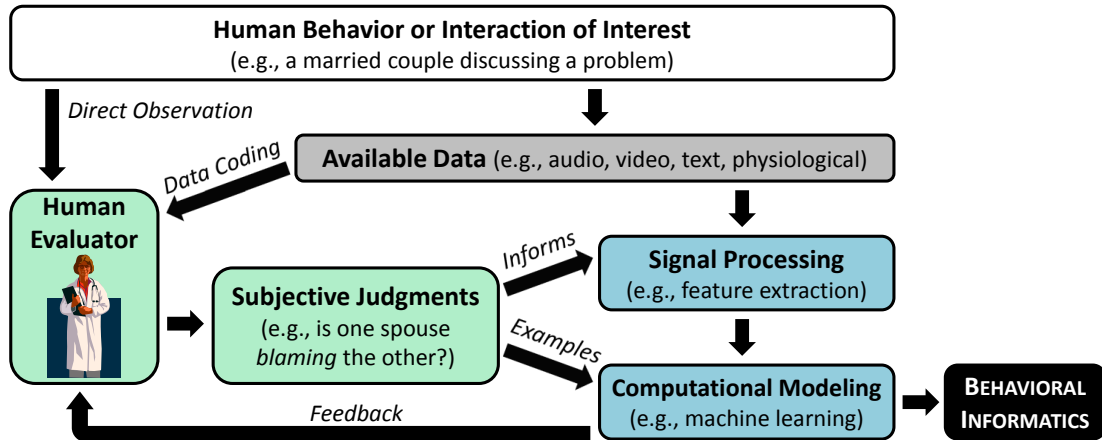 Human Behavior or Interaction of Interest
(e.g., a married couple discussing a problem)
Direct Observation
Data Coding
Available Data (e.g., audio, video, text, physiological)
Human
Evaluator
Informs
Signal Processing
(e.g., feature extraction)
Subjective Judgments
(e.g., is one spouse
blaming the other?)
Examples
Computational Modeling
(e.g., machine learning)
BEHAVIORAL
INFORMATICS
Feedback